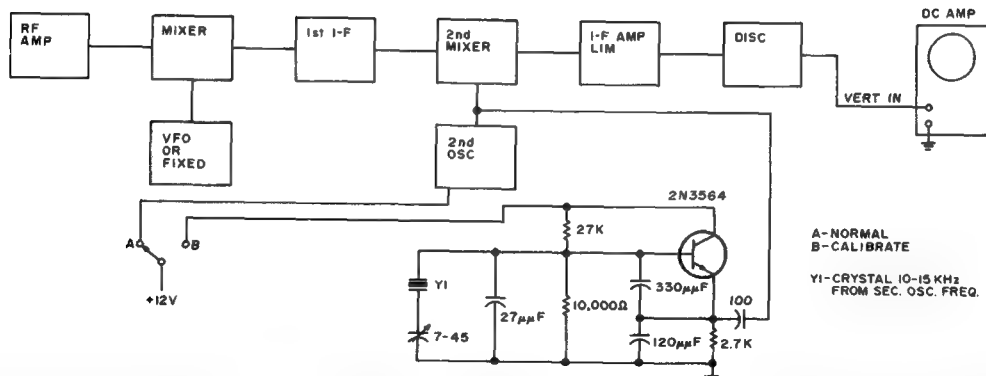 RF
AMP
MIXER
1st I-F
2nd
MIXER
I-F AMP
LIM
DISC
DC AMP
VERT IN
VFO
OR
FIXED
2nd
OSC
2N3564
A
B
+12V
27K
Y1
27µµF
10,000Ω
330µµF
100
7-45
120µµF
2.7K
A-NORMAL
B-CALIBRATE
Y1-CRYSTAL 10-15 KHz
FROM SEC. OSC. FREQ.